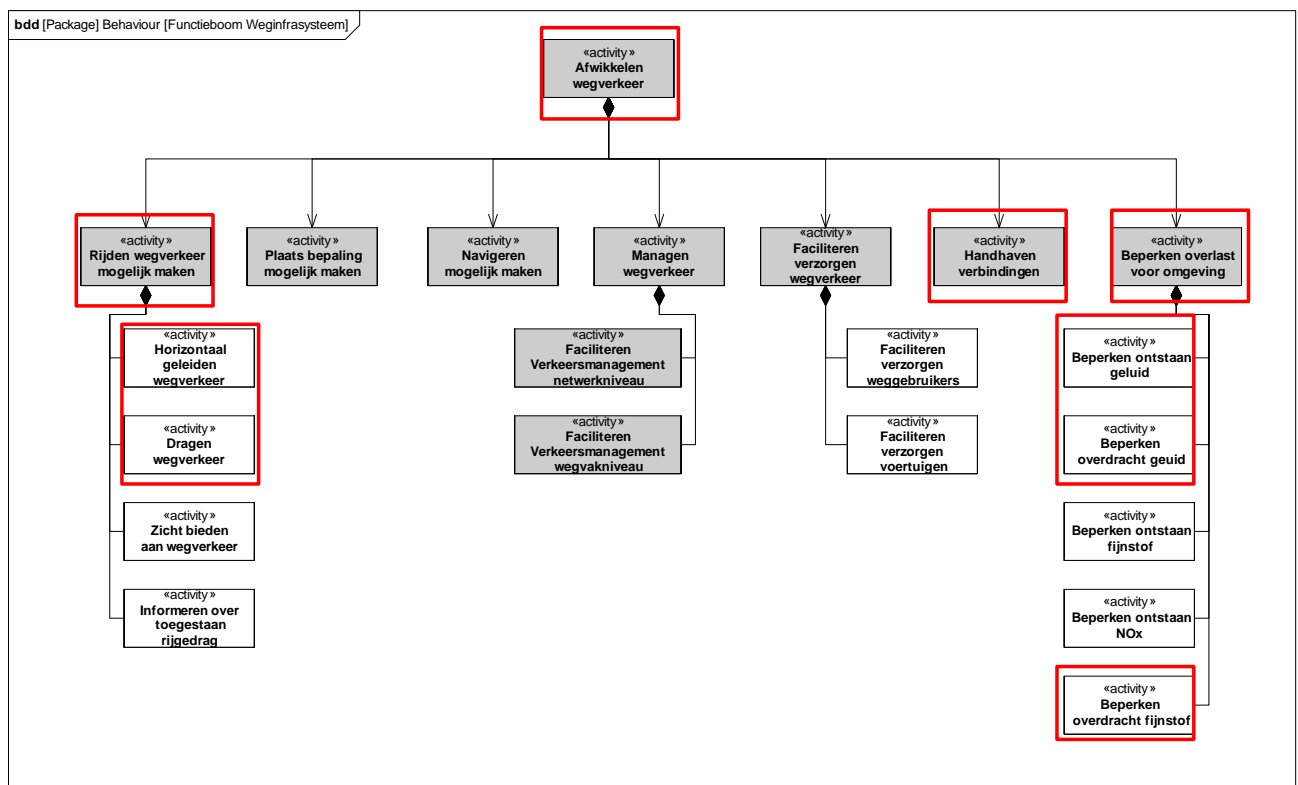 bdd [Package] Behaviour [Functieboom Weginfrasysteem]
«activity»
Afwikkelen
wegverkeer
«activity»
Rijden wegverkeer
mogelijk maken
«activity»
Plaats bepaling
mogelijk maken
«activity»
Navigeren
mogelijk maken
«activity»
Managen
wegverkeer
«activity»
Faciliteren
verzorgen
wegverkeer
«activity»
Handhaven
verbindingen
«activity»
Beperken overlast
voor omgeving
«activity»
Horizontaal
geleiden
wegverkeer
«activity»
Dragen
wegverkeer
«activity»
Zicht bieden
aan wegverkeer
«activity»
Informeren over
toegestaan
rijgedrag
«activity»
Faciliteren
Verkeersmanagement
netwerkniveau
«activity»
Faciliteren
Verkeersmanagement
wegvakniveau
«activity»
Faciliteren
verzorgen
weggebruikers
«activity»
Faciliteren
verzorgen
voertuigen
«activity»
Beperken ontstaan
geluid
«activity»
Beperken
overdracht geuid
«activity»
Beperken ontstaan
fijnstof
«activity»
Beperken ontstaan
NOx
«activity»
Beperken
overdracht fijnstof